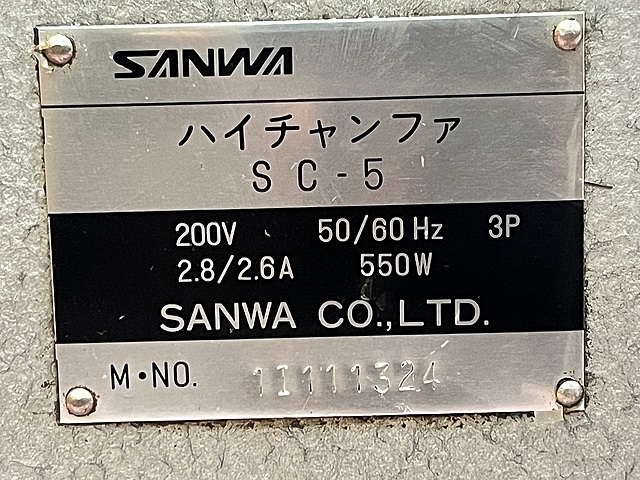 SANWA
ハイチャンファ
SC-5
200V 50/60 Hz 3P
2.8/2.6A 550W
SANWA CO.,LTD.
M・NO. 11111324